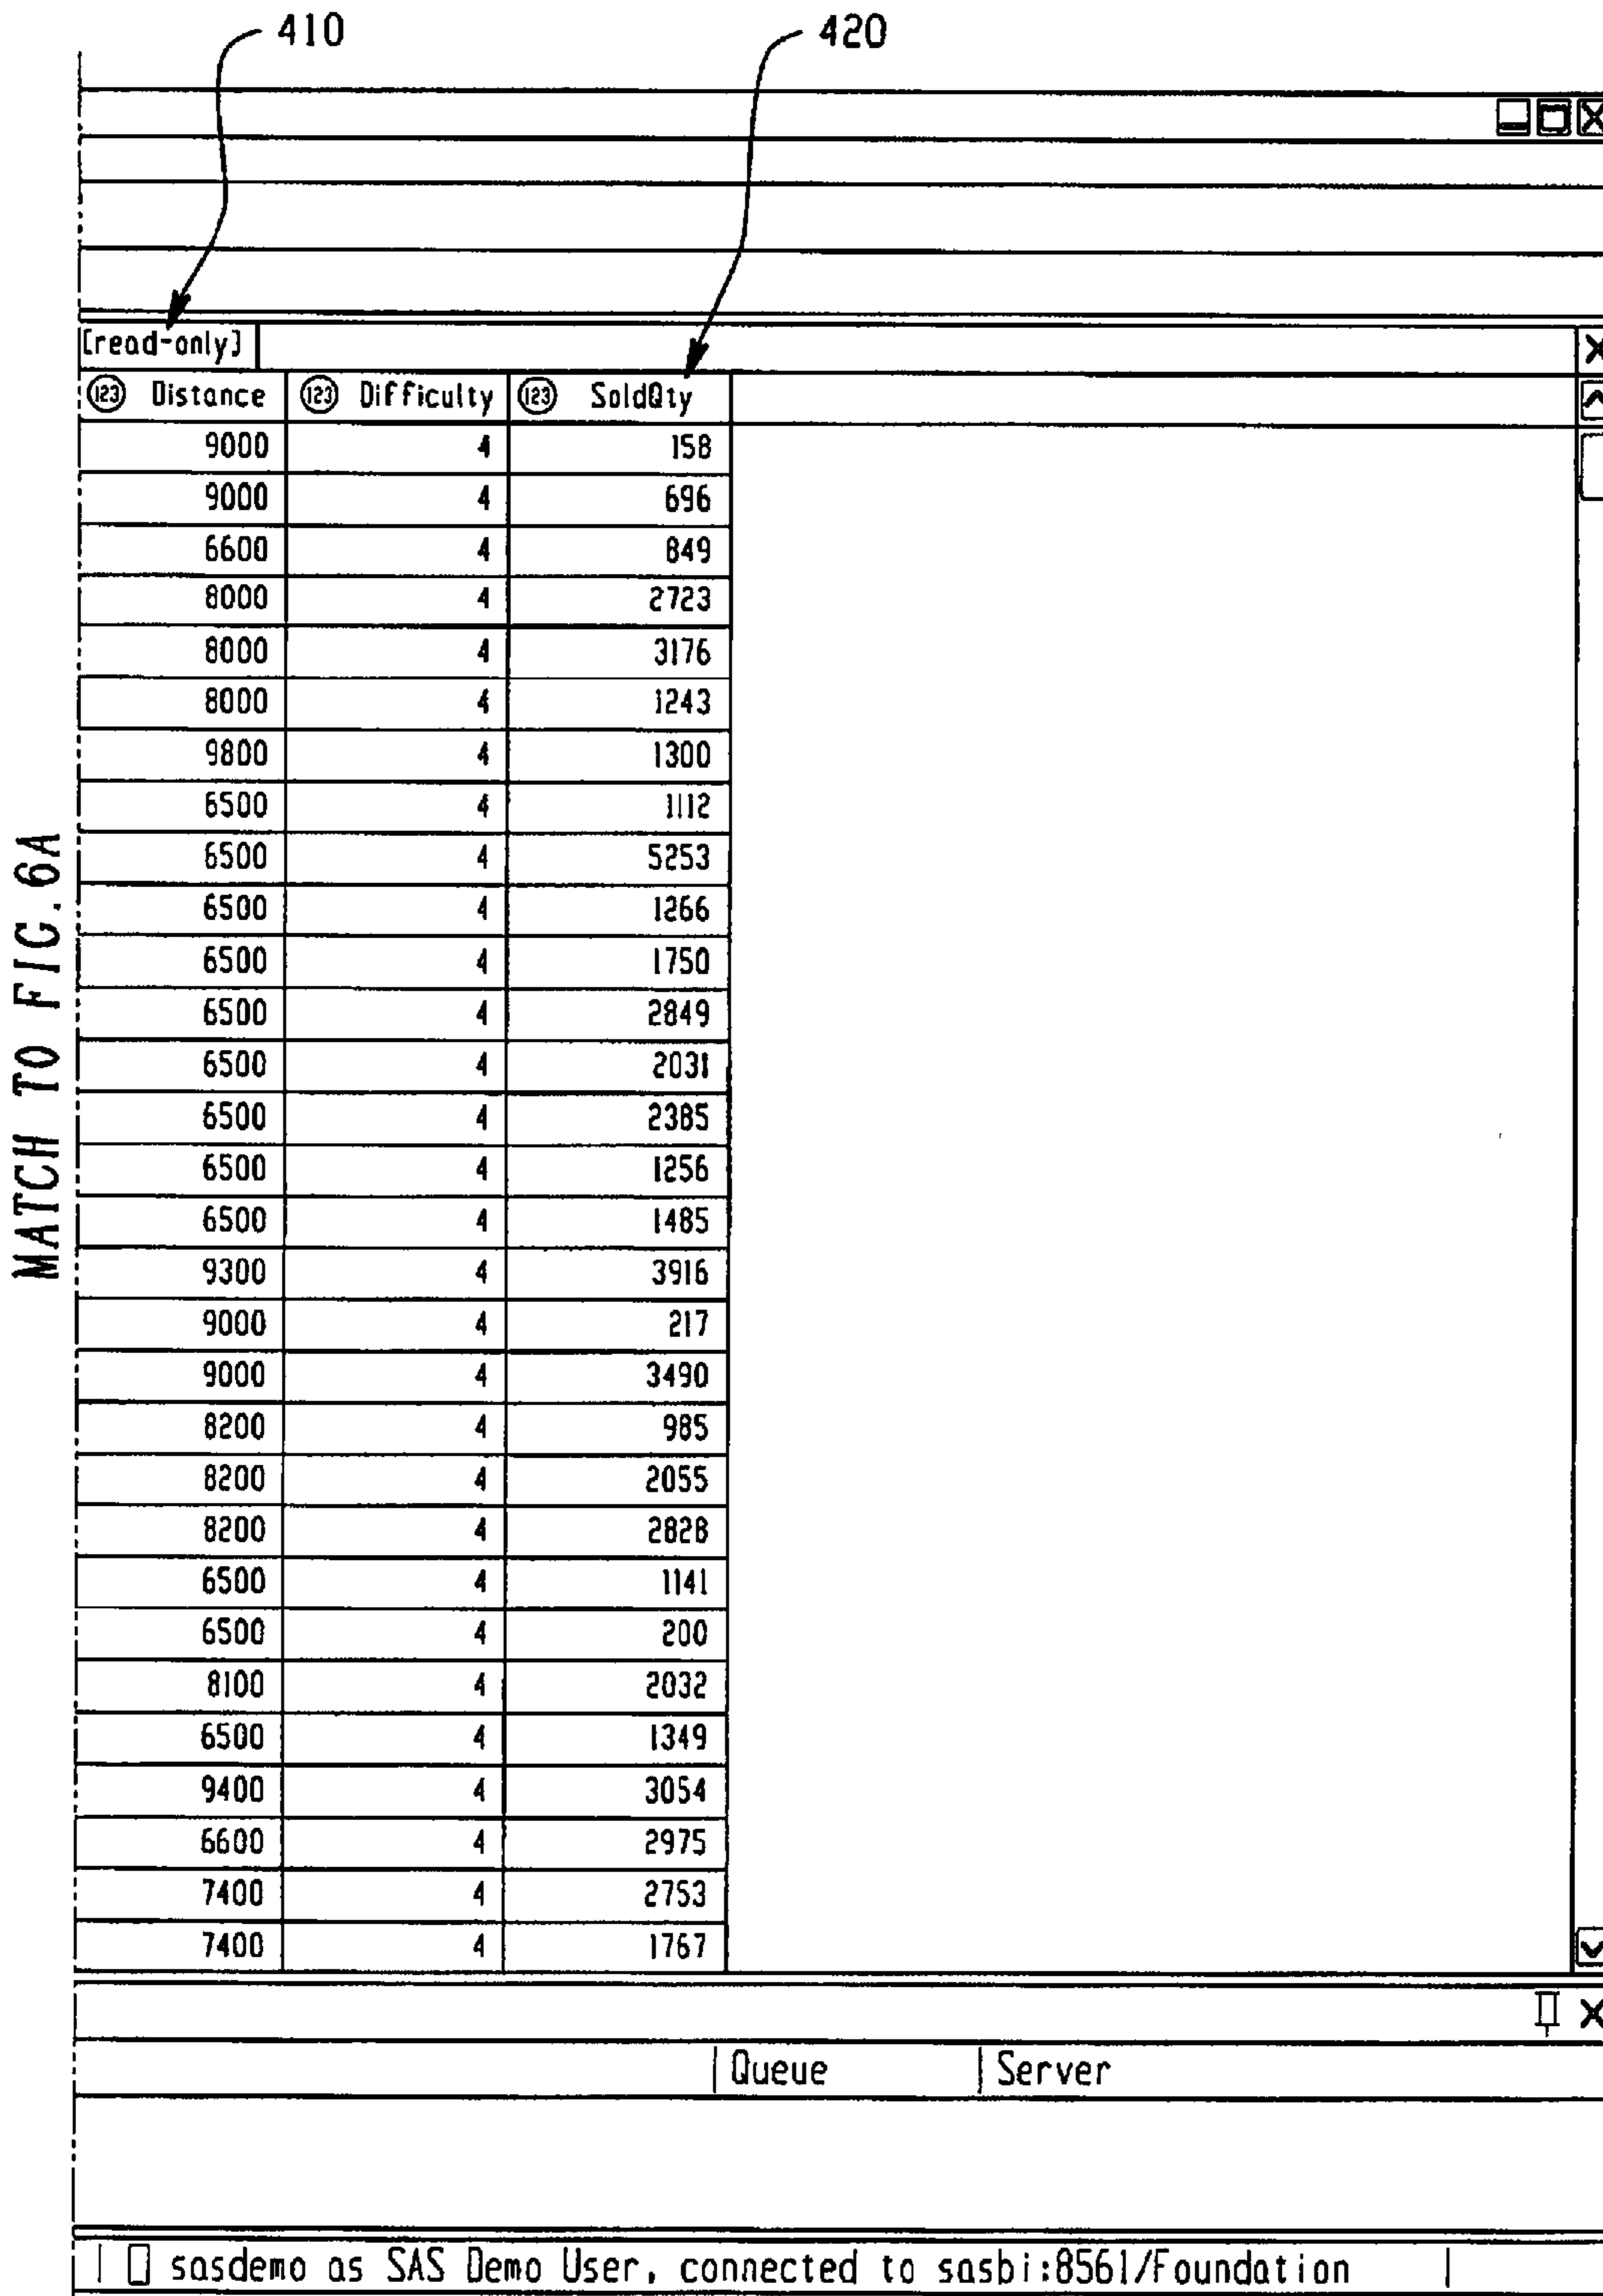 410 420
[read-only]
123 Distance 123 Difficulty 123 SoldQty
9000 4 158
9000 4 696
6600 4 849
8000 4 2723
8000 4 3176
8000 4 1243
9800 4 1300
6500 4 1112
6500 4 5253
6500 4 1266
6500 4 1750
6500 4 2849
6500 4 2031
6500 4 2385
6500 4 1256
6500 4 1485
9300 4 3916
9000 4 217
9000 4 3490
8200 4 985
8200 4 2055
8200 4 2828
6500 4 1141
6500 4 200
8100 4 2032
6500 4 1349
9400 4 3054
6600 4 2975
7400 4 2753
7400 4 1767
MATCH TO FIG.6A
Queue Server
sasdemo as SAS Demo User, connected to sasbi:8561/Foundation